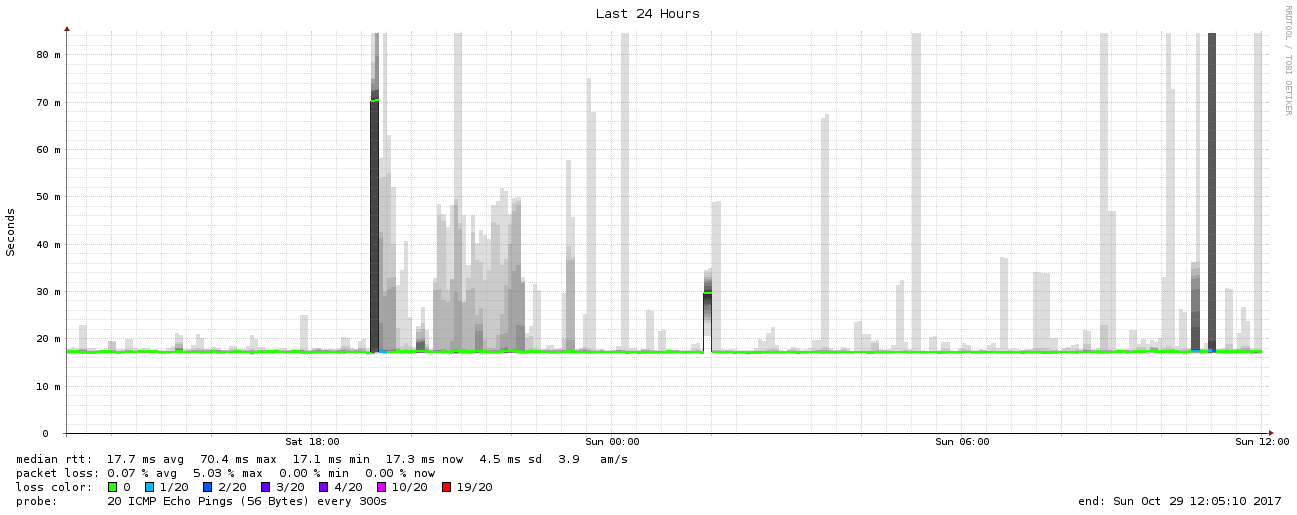 Last 24 Hours
RRDTOOL / TOBI OETIKER
Seconds
80 m
70 m
60 m
50 m
40 m
30 m
20 m
10 m
0
Sat 18:00 Sun 00:00 Sun 06:00 Sun 12:00
median rtt: 17.7 ms avg 70.4 ms max 17.1 ms min 17.3 ms now 4.5 ms sd 3.9 am/s
packet loss: 0.07 % avg 5.03 % max 0.00 % min 0.00 % now
loss color: 0 1/20 2/20 3/20 4/20 10/20 19/20
probe: 20 ICMP Echo Pings (56 Bytes) every 300s end: Sun Oct 29 12:05:10 2017